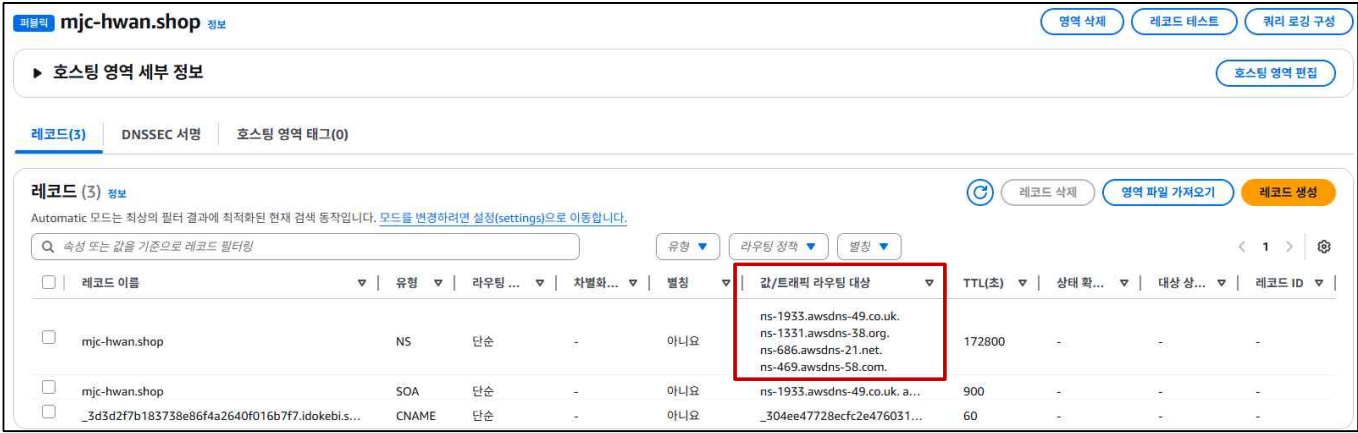 퍼블릭 mjc-hwan.shop 정보
영역 삭제 레코드 테스트 쿼리 로깅 구성
▶ 호스팅 영역 세부 정보
호스팅 영역 편집
레코드(3) DNSSEC 서명 호스팅 영역 태그(0)
레코드 (3) 정보
레코드 삭제 영역 파일 가져오기 레코드 생성
Automatic 모드는 최상의 필터 결과에 최적화된 현재 검색 동작입니다. 모드를 변경하려면 설정(settings)으로 이동합니다.
속성 또는 값을 기준으로 레코드 필터링 유형 ▼ 라우팅 정책 ▼ 별칭 ▼ < 1 >
레코드 이름 유형 라우팅 ... 차별화... 별칭 값/트래픽 라우팅 대상 TTL(초) 상태 확... 대상 상... 레코드 ID
mjc-hwan.shop NS 단순 - 아니요 ns-1933.awsdns-49.co.uk.
ns-1331.awsdns-38.org.
ns-686.awsdns-21.net.
ns-469.awsdns-58.com. 172800 - - -
mjc-hwan.shop SOA 단순 - 아니요 ns-1933.awsdns-49.co.uk. a... 900 - - -
_3d3d2f7b183738e86f4a2640f016b7f7.idokebi.s... CNAME 단순 - 아니요 _304ee47728ecfc2e476031... 60 - - -